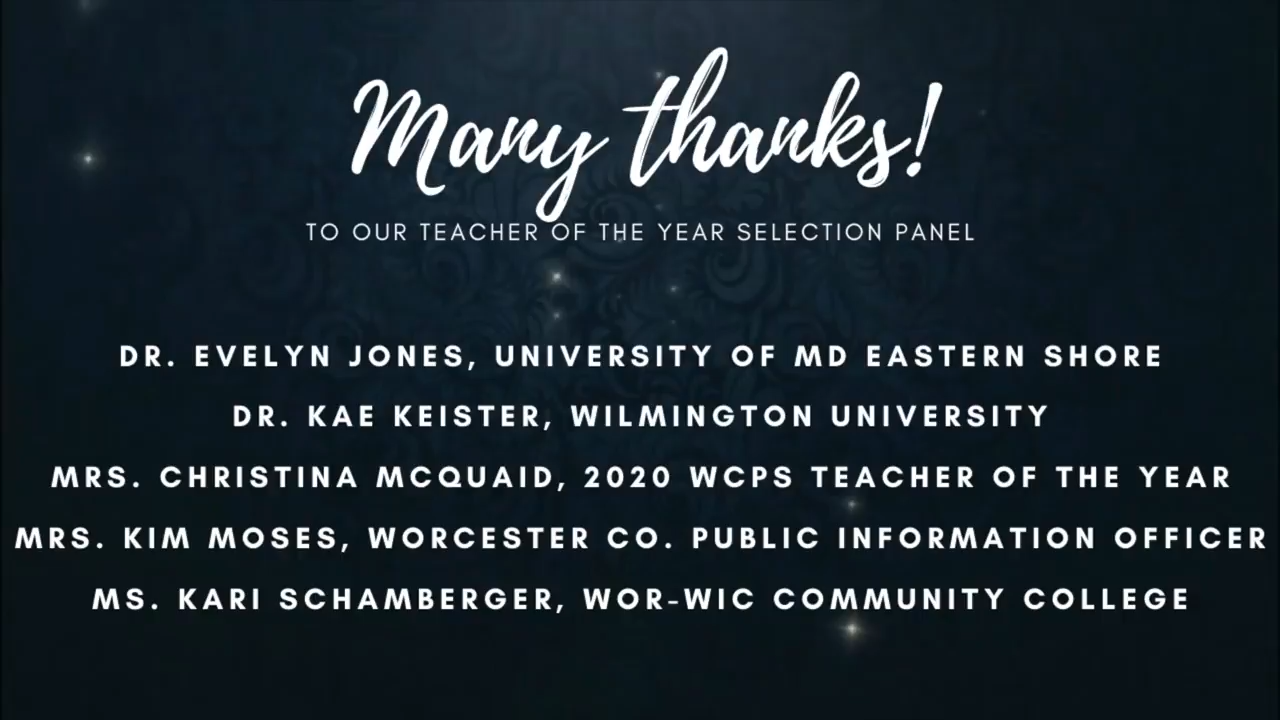 Many thanks!
TO OUR TEACHER OF THE YEAR SELECTION PANEL
DR. EVELYN JONES, UNIVERSITY OF MD EASTERN SHORE
DR. KAE KEISTER, WILMINGTON UNIVERSITY
MRS. CHRISTINA MCQUAID, 2020 WCPS TEACHER OF THE YEAR
MRS. KIM MOSES, WORCESTER CO. PUBLIC INFORMATION OFFICER
MS. KARI SCHAMBERGER, WOR-WIC COMMUNITY COLLEGE